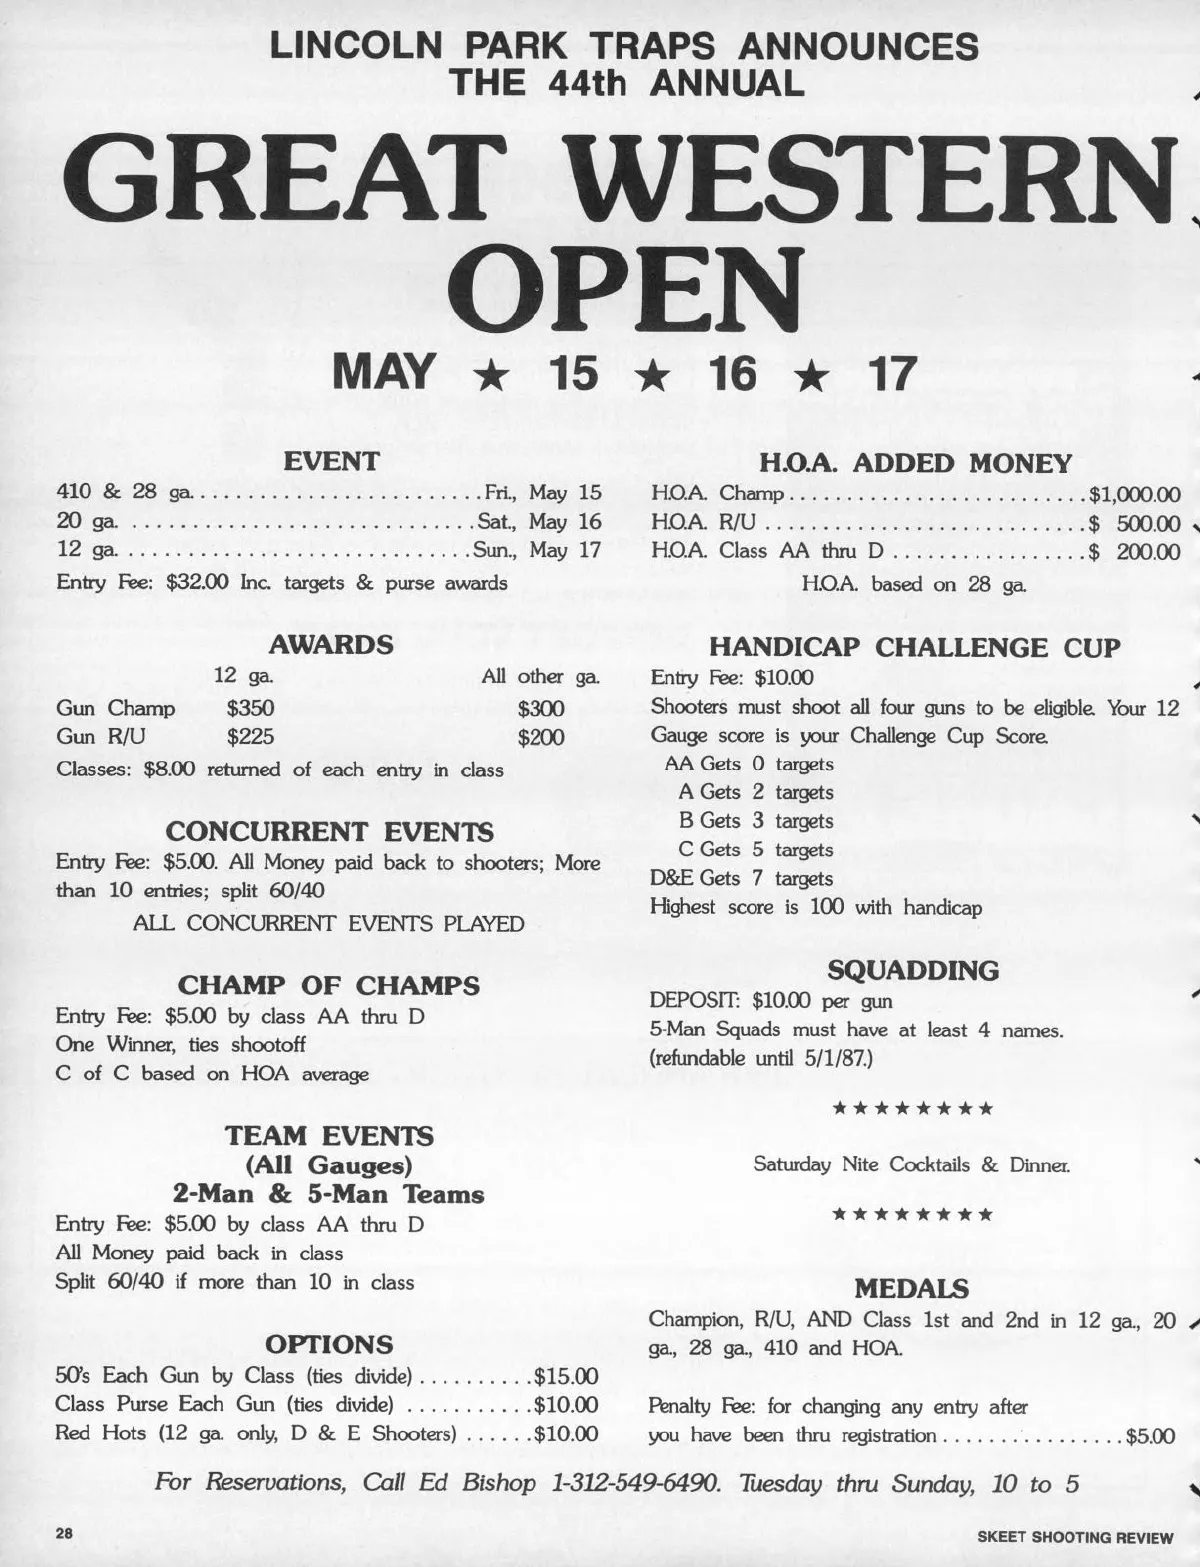 LINCOLN PARK TRAPS ANNOUNCES
THE 44th ANNUAL
GREAT WESTERN
OPEN
MAY ★ 15 ★ 16 ★ 17
EVENT
410 & 28 ga. . . . . . . . . . . . . . . . . . . . . . . . . Fri., May 15
20 ga. . . . . . . . . . . . . . . . . . . . . . . . . . . . . . Sat., May 16
12 ga. . . . . . . . . . . . . . . . . . . . . . . . . . . . . . Sun., May 17
Entry Fee: $32.00 Inc. targets & purse awards
AWARDS
12 ga. All other ga.
Gun Champ $350 $300
Gun R/U $225 $200
Classes: $8.00 returned of each entry in class
CONCURRENT EVENTS
Entry Fee: $5.00. All Money paid back to shooters; More
than 10 entries; split 60/40
ALL CONCURRENT EVENTS PLAYED
CHAMP OF CHAMPS
Entry Fee: $5.00 by class AA thru D
One Winner, ties shootoff
C of C based on HOA average
TEAM EVENTS
(All Gauges)
2-Man & 5-Man Teams
Entry Fee: $5.00 by class AA thru D
All Money paid back in class
Split 60/40 if more than 10 in class
OPTIONS
50's Each Gun by Class (ties divide) . . . . . . . . . . $15.00
Class Purse Each Gun (ties divide) . . . . . . . . . . . $10.00
Red Hots (12 ga. only, D & E Shooters) . . . . . . $10.00
H.O.A. ADDED MONEY
H.O.A. Champ . . . . . . . . . . . . . . . . . . . . . . . . . . $1,000.00
H.O.A. R/U . . . . . . . . . . . . . . . . . . . . . . . . . . . . $ 500.00
H.O.A. Class AA thru D . . . . . . . . . . . . . . . . . $ 200.00
H.O.A. based on 28 ga.
HANDICAP CHALLENGE CUP
Entry Fee: $10.00
Shooters must shoot all four guns to be eligible. Your 12
Gauge score is your Challenge Cup Score.
AA Gets 0 targets
A Gets 2 targets
B Gets 3 targets
C Gets 5 targets
D&E Gets 7 targets
Highest score is 100 with handicap
SQUADDING
DEPOSIT: $10.00 per gun
5-Man Squads must have at least 4 names.
(refundable until 5/1/87.)
★ ★ ★ ★ ★ ★ ★ ★
Saturday Nite Cocktails & Dinner.
★ ★ ★ ★ ★ ★ ★ ★
MEDALS
Champion, R/U, AND Class 1st and 2nd in 12 ga., 20
ga., 28 ga., 410 and HOA.
Penalty Fee: for changing any entry after
you have been thru registration . . . . . . . . . . . . . . . . $5.00
For Reservations, Call Ed Bishop 1-312-549-6490. Tuesday thru Sunday, 10 to 5
28
SKEET SHOOTING REVIEW